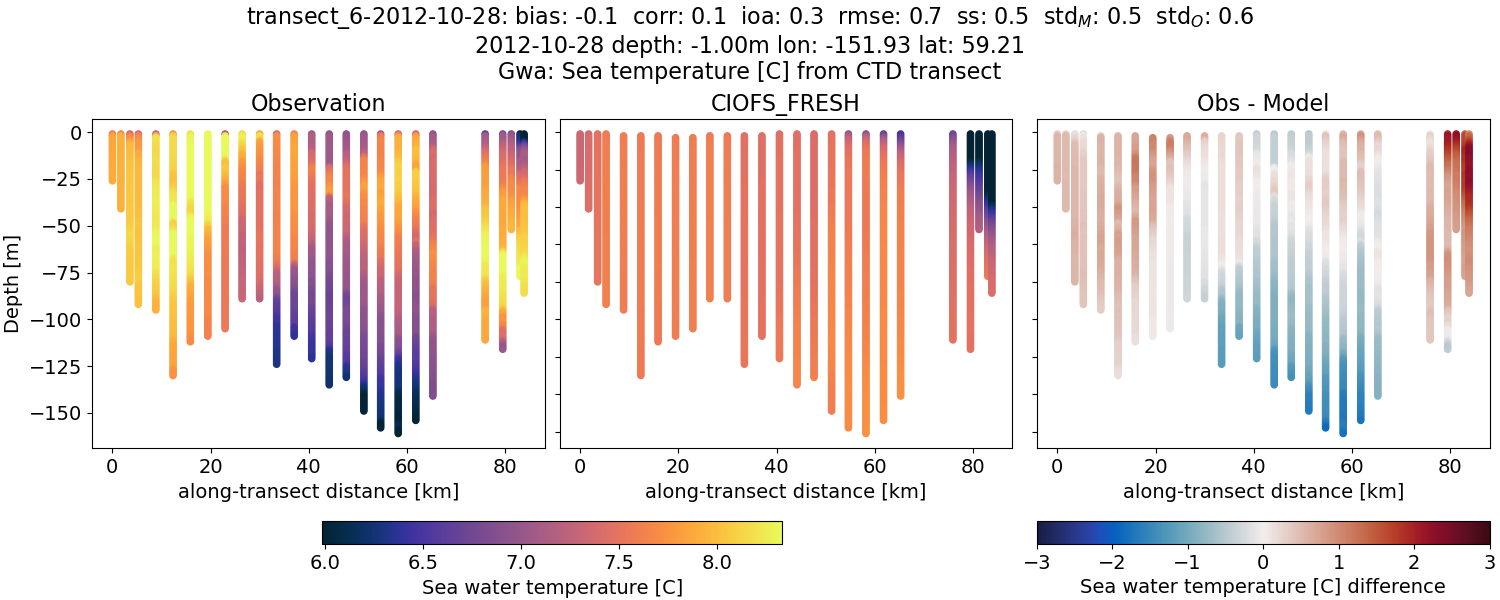 transect_6-2012-10-28: bias: -0.1  corr: 0.1  ioa: 0.3  rmse: 0.7  ss: 0.5  std_M: 0.5  std_O: 0.6
2012-10-28 depth: -1.00m lon: -151.93 lat: 59.21
Gwa: Sea temperature [C] from CTD transect
Observation
CIOFS_FRESH
Obs - Model
Depth [m]
0
−25
−50
−75
−100
−125
−150
0 20 40 60 80
0 20 40 60 80
0 20 40 60 80
along-transect distance [km]
along-transect distance [km]
along-transect distance [km]
6.0 6.5 7.0 7.5 8.0
Sea water temperature [C]
−3 −2 −1 0 1 2 3
Sea water temperature [C] difference